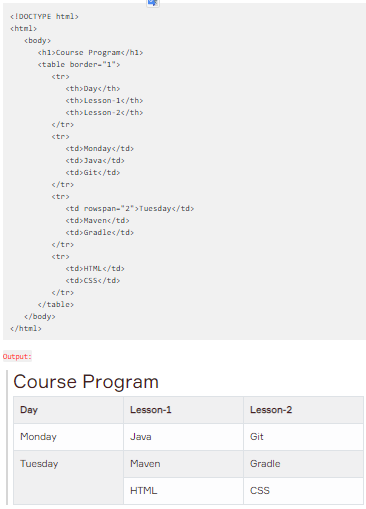 <!DOCTYPE html>
<html>
<body>
<h1>Course Program</h1>
<table border="1">
<tr>
<th>Day</th>
<th>Lesson-1</th>
<th>Lesson-2</th>
</tr>
<tr>
<td>Monday</td>
<td>Java</td>
<td>Git</td>
</tr>
<tr>
<td rowspan="2">Tuesday</td>
<td>Maven</td>
<td>Gradle</td>
</tr>
<tr>
<td>HTML</td>
<td>CSS</td>
</tr>
</table>
</body>
</html>
Output:
Course Program
Day Lesson-1 Lesson-2
Monday Java Git
Tuesday Maven Gradle
HTML CSS